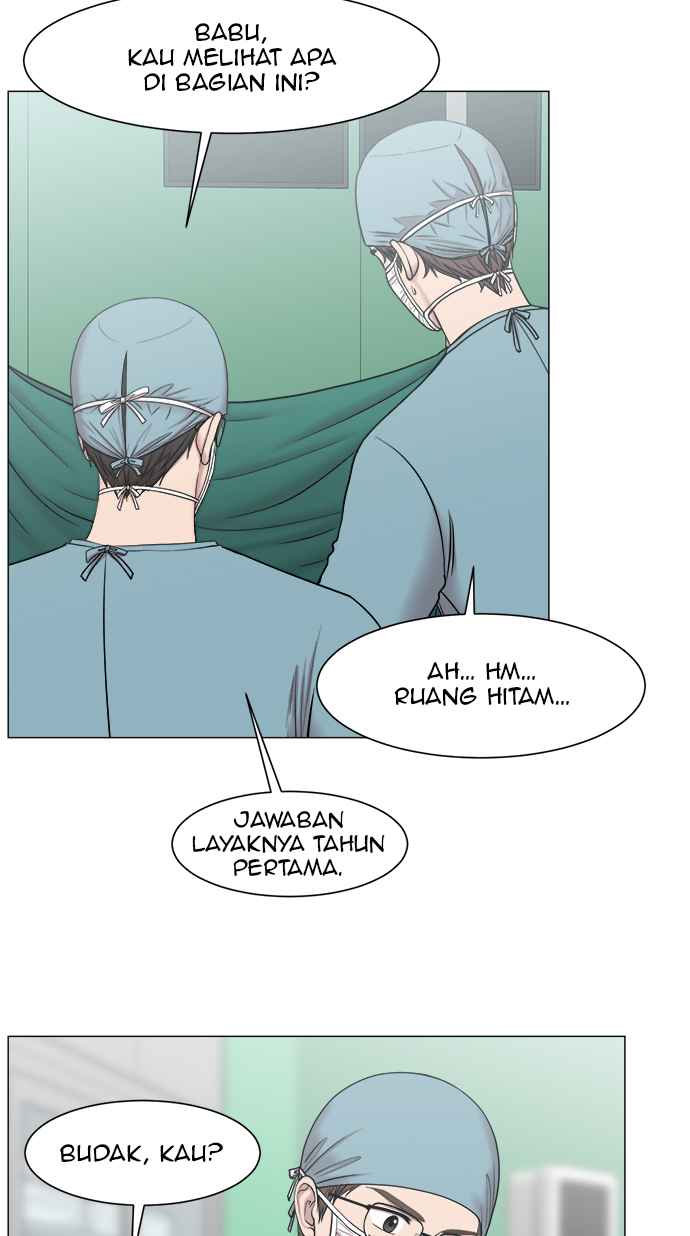 BABU,
KAU MELIHAT APA
DI BAGIAN INI?
AH... HM...
RUANG HITAM...
JAWABAN
LAYAKNYA TAHUN
PERTAMA.
BUDAK, KAU?